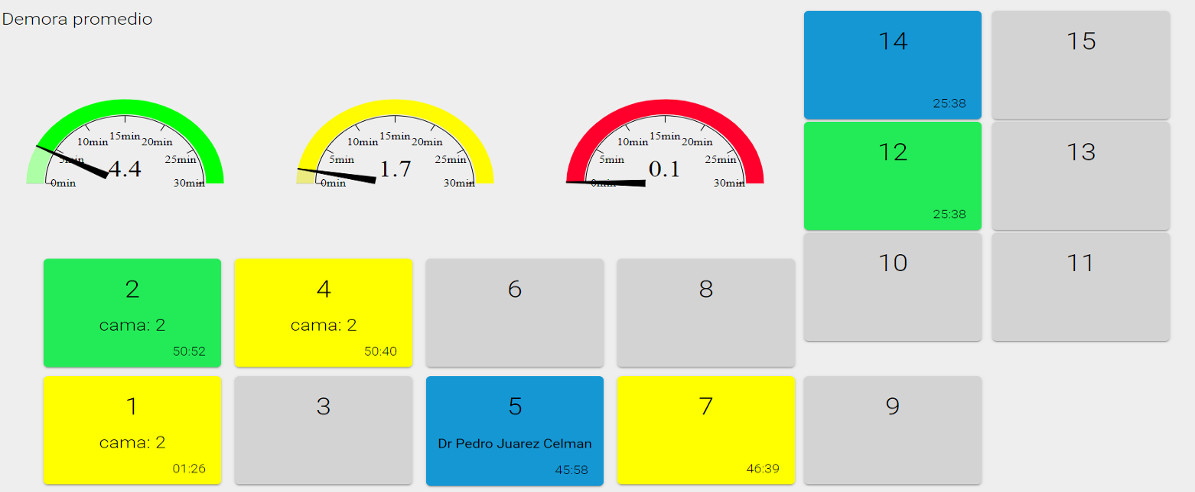 Demora promedio
0min
5min
10min
15min
20min
25min
30min
4.4
0min
5min
10min
15min
20min
25min
30min
1.7
0min
5min
10min
15min
20min
25min
30min
0.1
14
25:38
15
12
25:38
13
10
11
2
cama: 2
50:52
4
cama: 2
50:40
6
8
1
cama: 2
01:26
3
5
Dr Pedro Juarez Celman
45:58
7
46:39
9